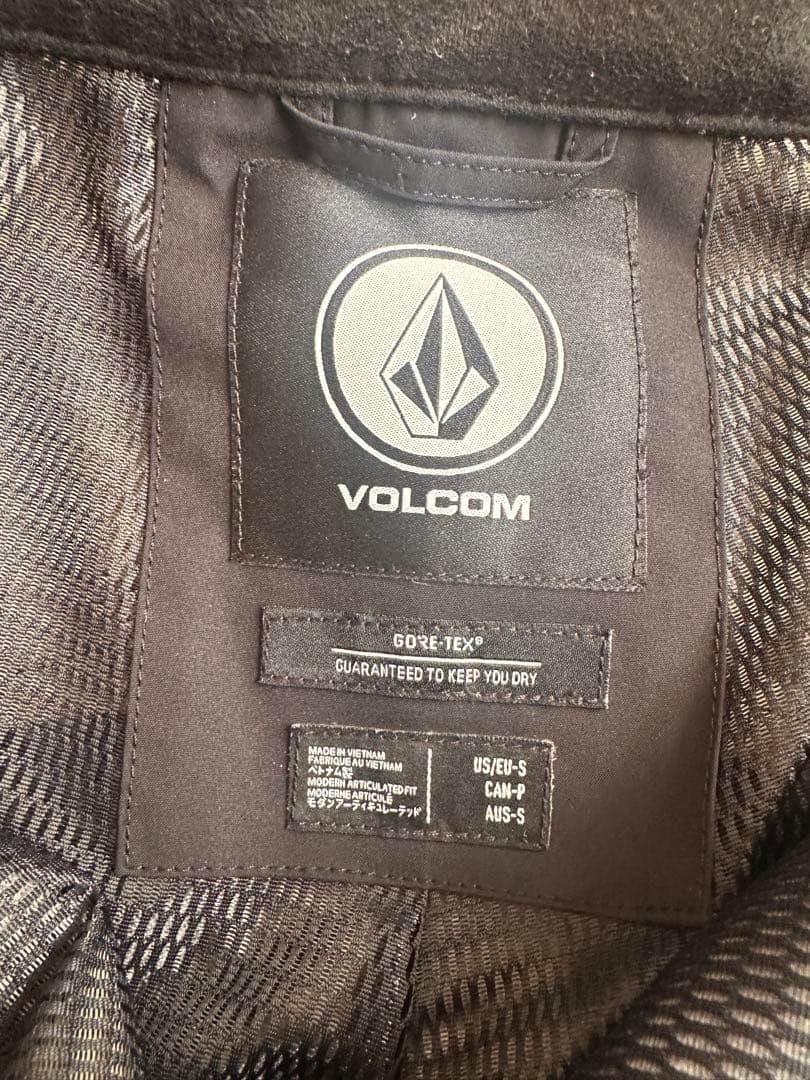 VOLCOM
GORE-TEX®
GUARANTEED TO KEEP YOU DRY
MADE IN VIETNAM
FABRIQUE AU VIETNAM
ベトナム製
MODERN ARTICULATED FIT
MODERNE ARTICULÉ
モダンアーティキュレーテッド
US/EU-S
CAN-P
AUS-S